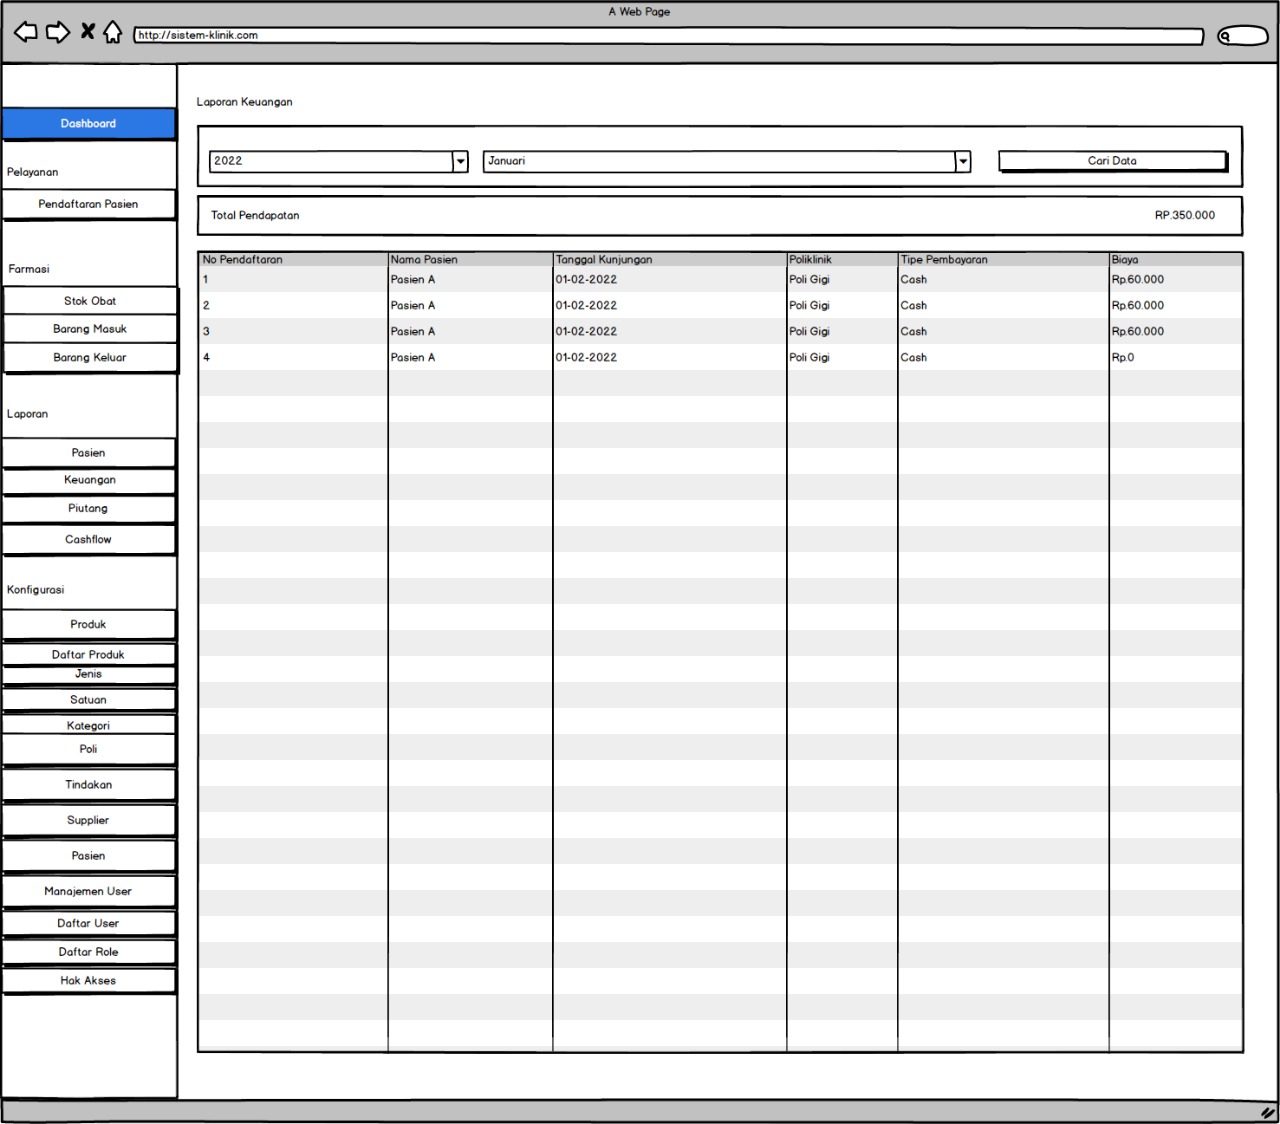 A Web Page
http://sistem-klinik.com
Dashboard
Pelayanan
Pendaftaran Pasien
Farmasi
Stok Obat
Barang Masuk
Barang Keluar
Laporan
Pasien
Keuangan
Piutang
Cashflow
Konfigurasi
Produk
Daftar Produk
Jenis
Satuan
Kategori
Poli
Tindakan
Supplier
Pasien
Manajemen User
Daftar User
Daftar Role
Hak Akses
Laporan Keuangan
2022 Januari Cari Data
Total Pendapatan RP.350.000
No Pendaftaran Nama Pasien Tanggal Kunjungan Poliklinik Tipe Pembayaran Biaya
1 Pasien A 01-02-2022 Poli Gigi Cash Rp.60.000
2 Pasien A 01-02-2022 Poli Gigi Cash Rp.60.000
3 Pasien A 01-02-2022 Poli Gigi Cash Rp.60.000
4 Pasien A 01-02-2022 Poli Gigi Cash Rp.0